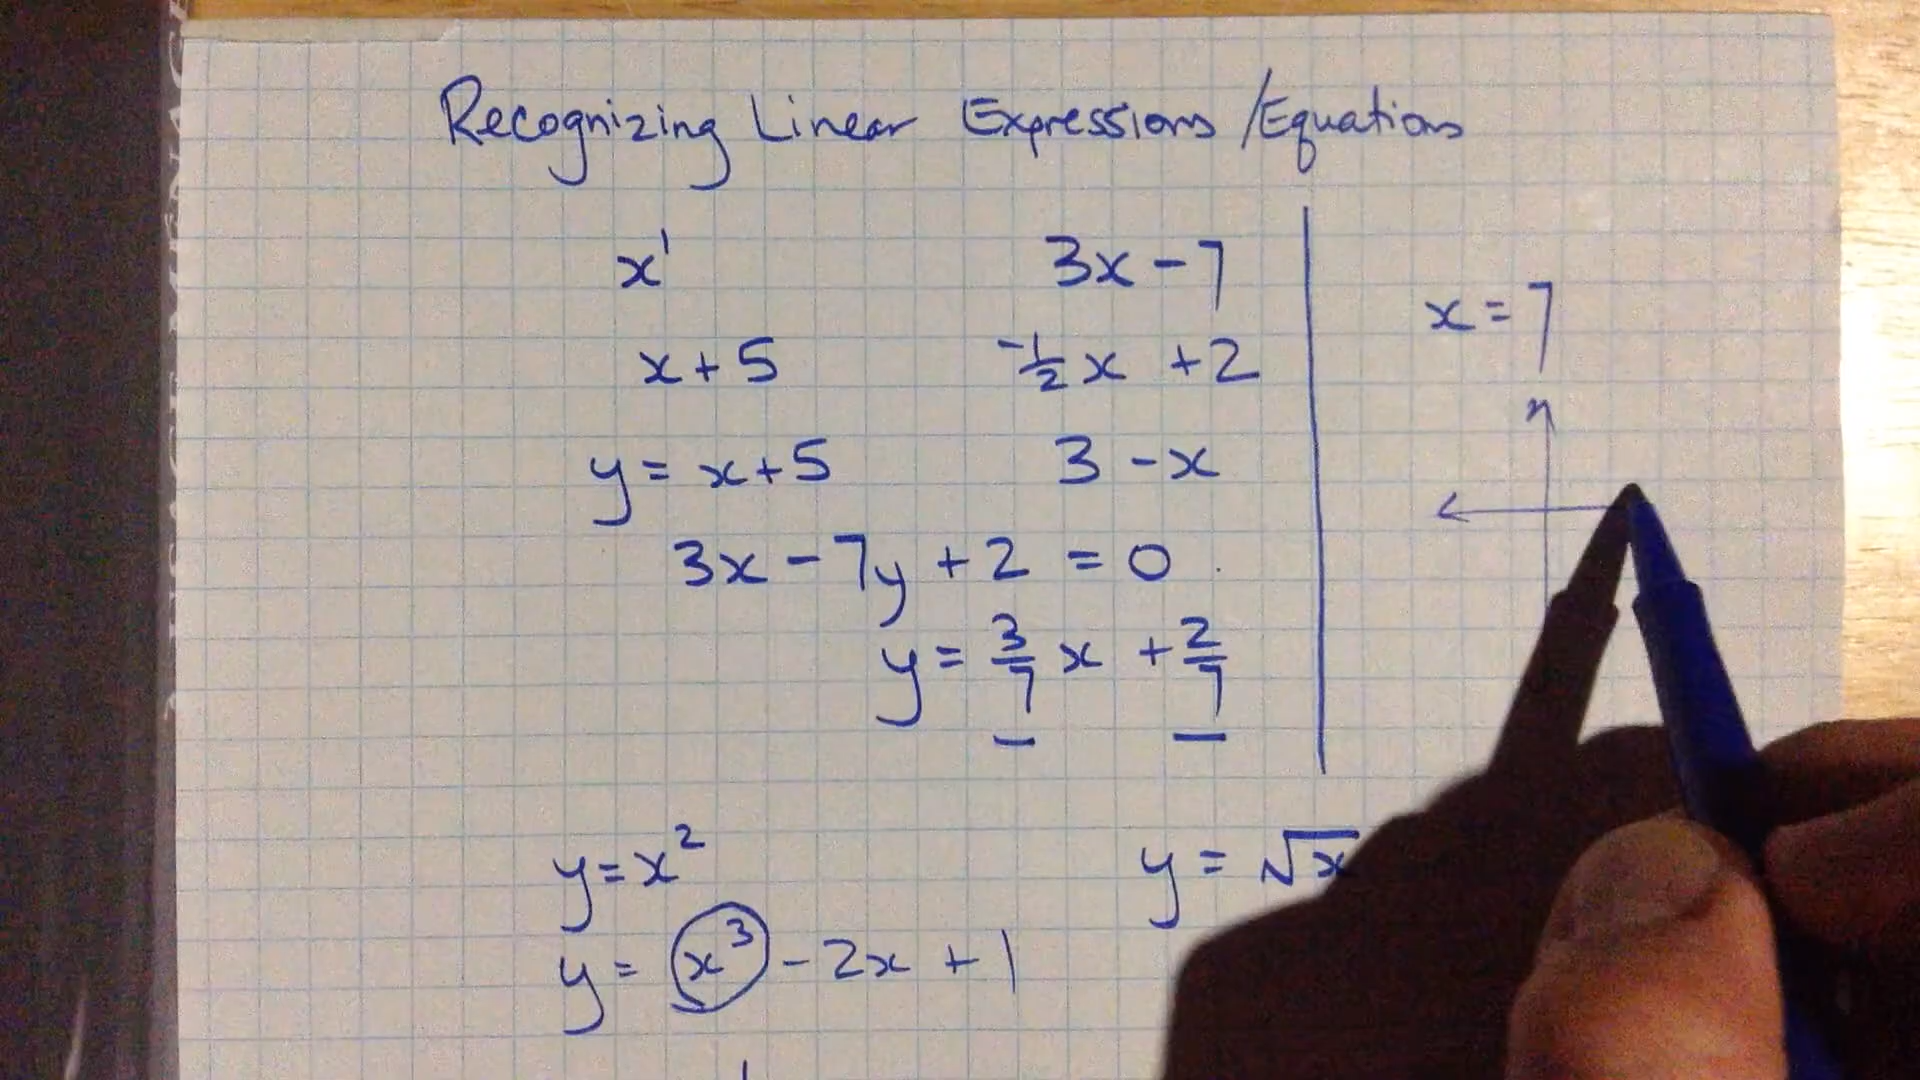 Recognizing Linear Expressions / Equations
x¹
3x - 7
x + 5
-1/2 x + 2
y = x + 5
3 - x
3x - 7y + 2 = 0
y = 3/7 x + 2/7
x = 7
y = x²
y = √x
y = x³ - 2x + 1